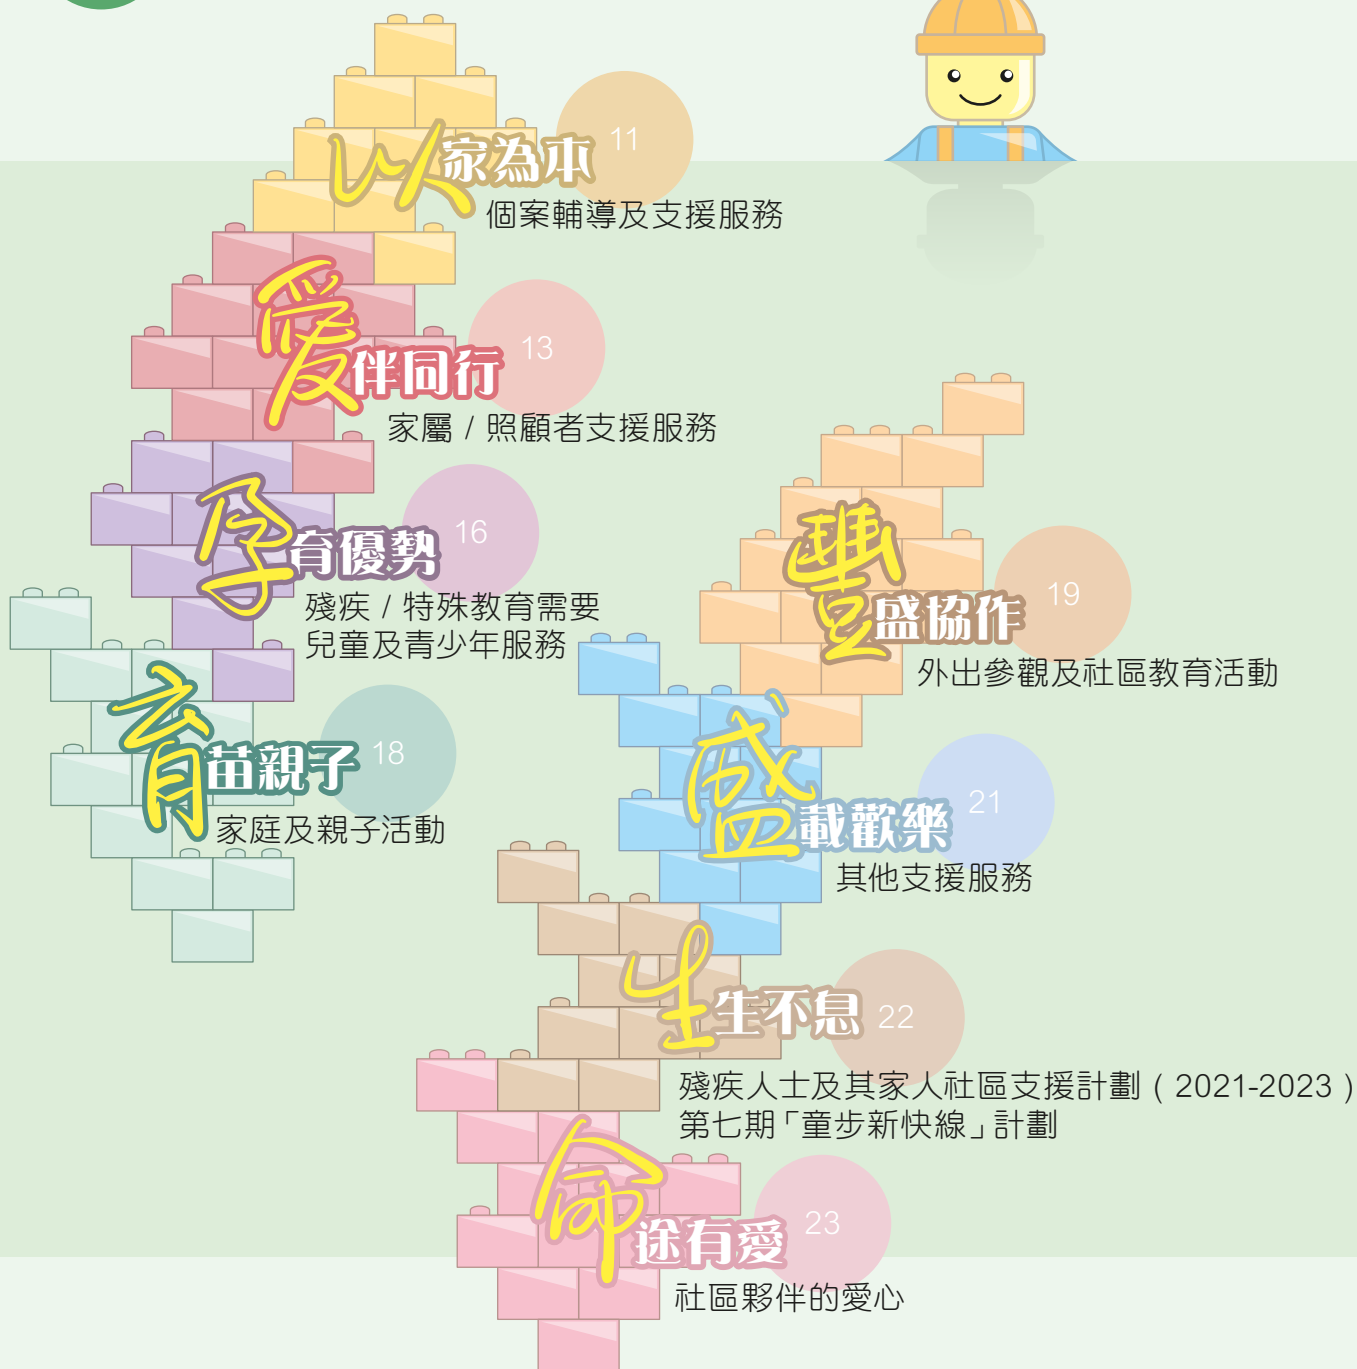 以家為本 11
個案輔導及支援服務
愛伴同行 13
家屬 / 照顧者支援服務
孕育優勢 16
殘疾 / 特殊教育需要
兒童及青少年服務
育苗親子 18
家庭及親子活動
豐盛協作 19
外出參觀及社區教育活動
盛載歡樂 21
其他支援服務
生生不息 22
殘疾人士及其家人社區支援計劃 ( 2021-2023 )
第七期「童步新快線」計劃
命途有愛 23
社區夥伴的愛心